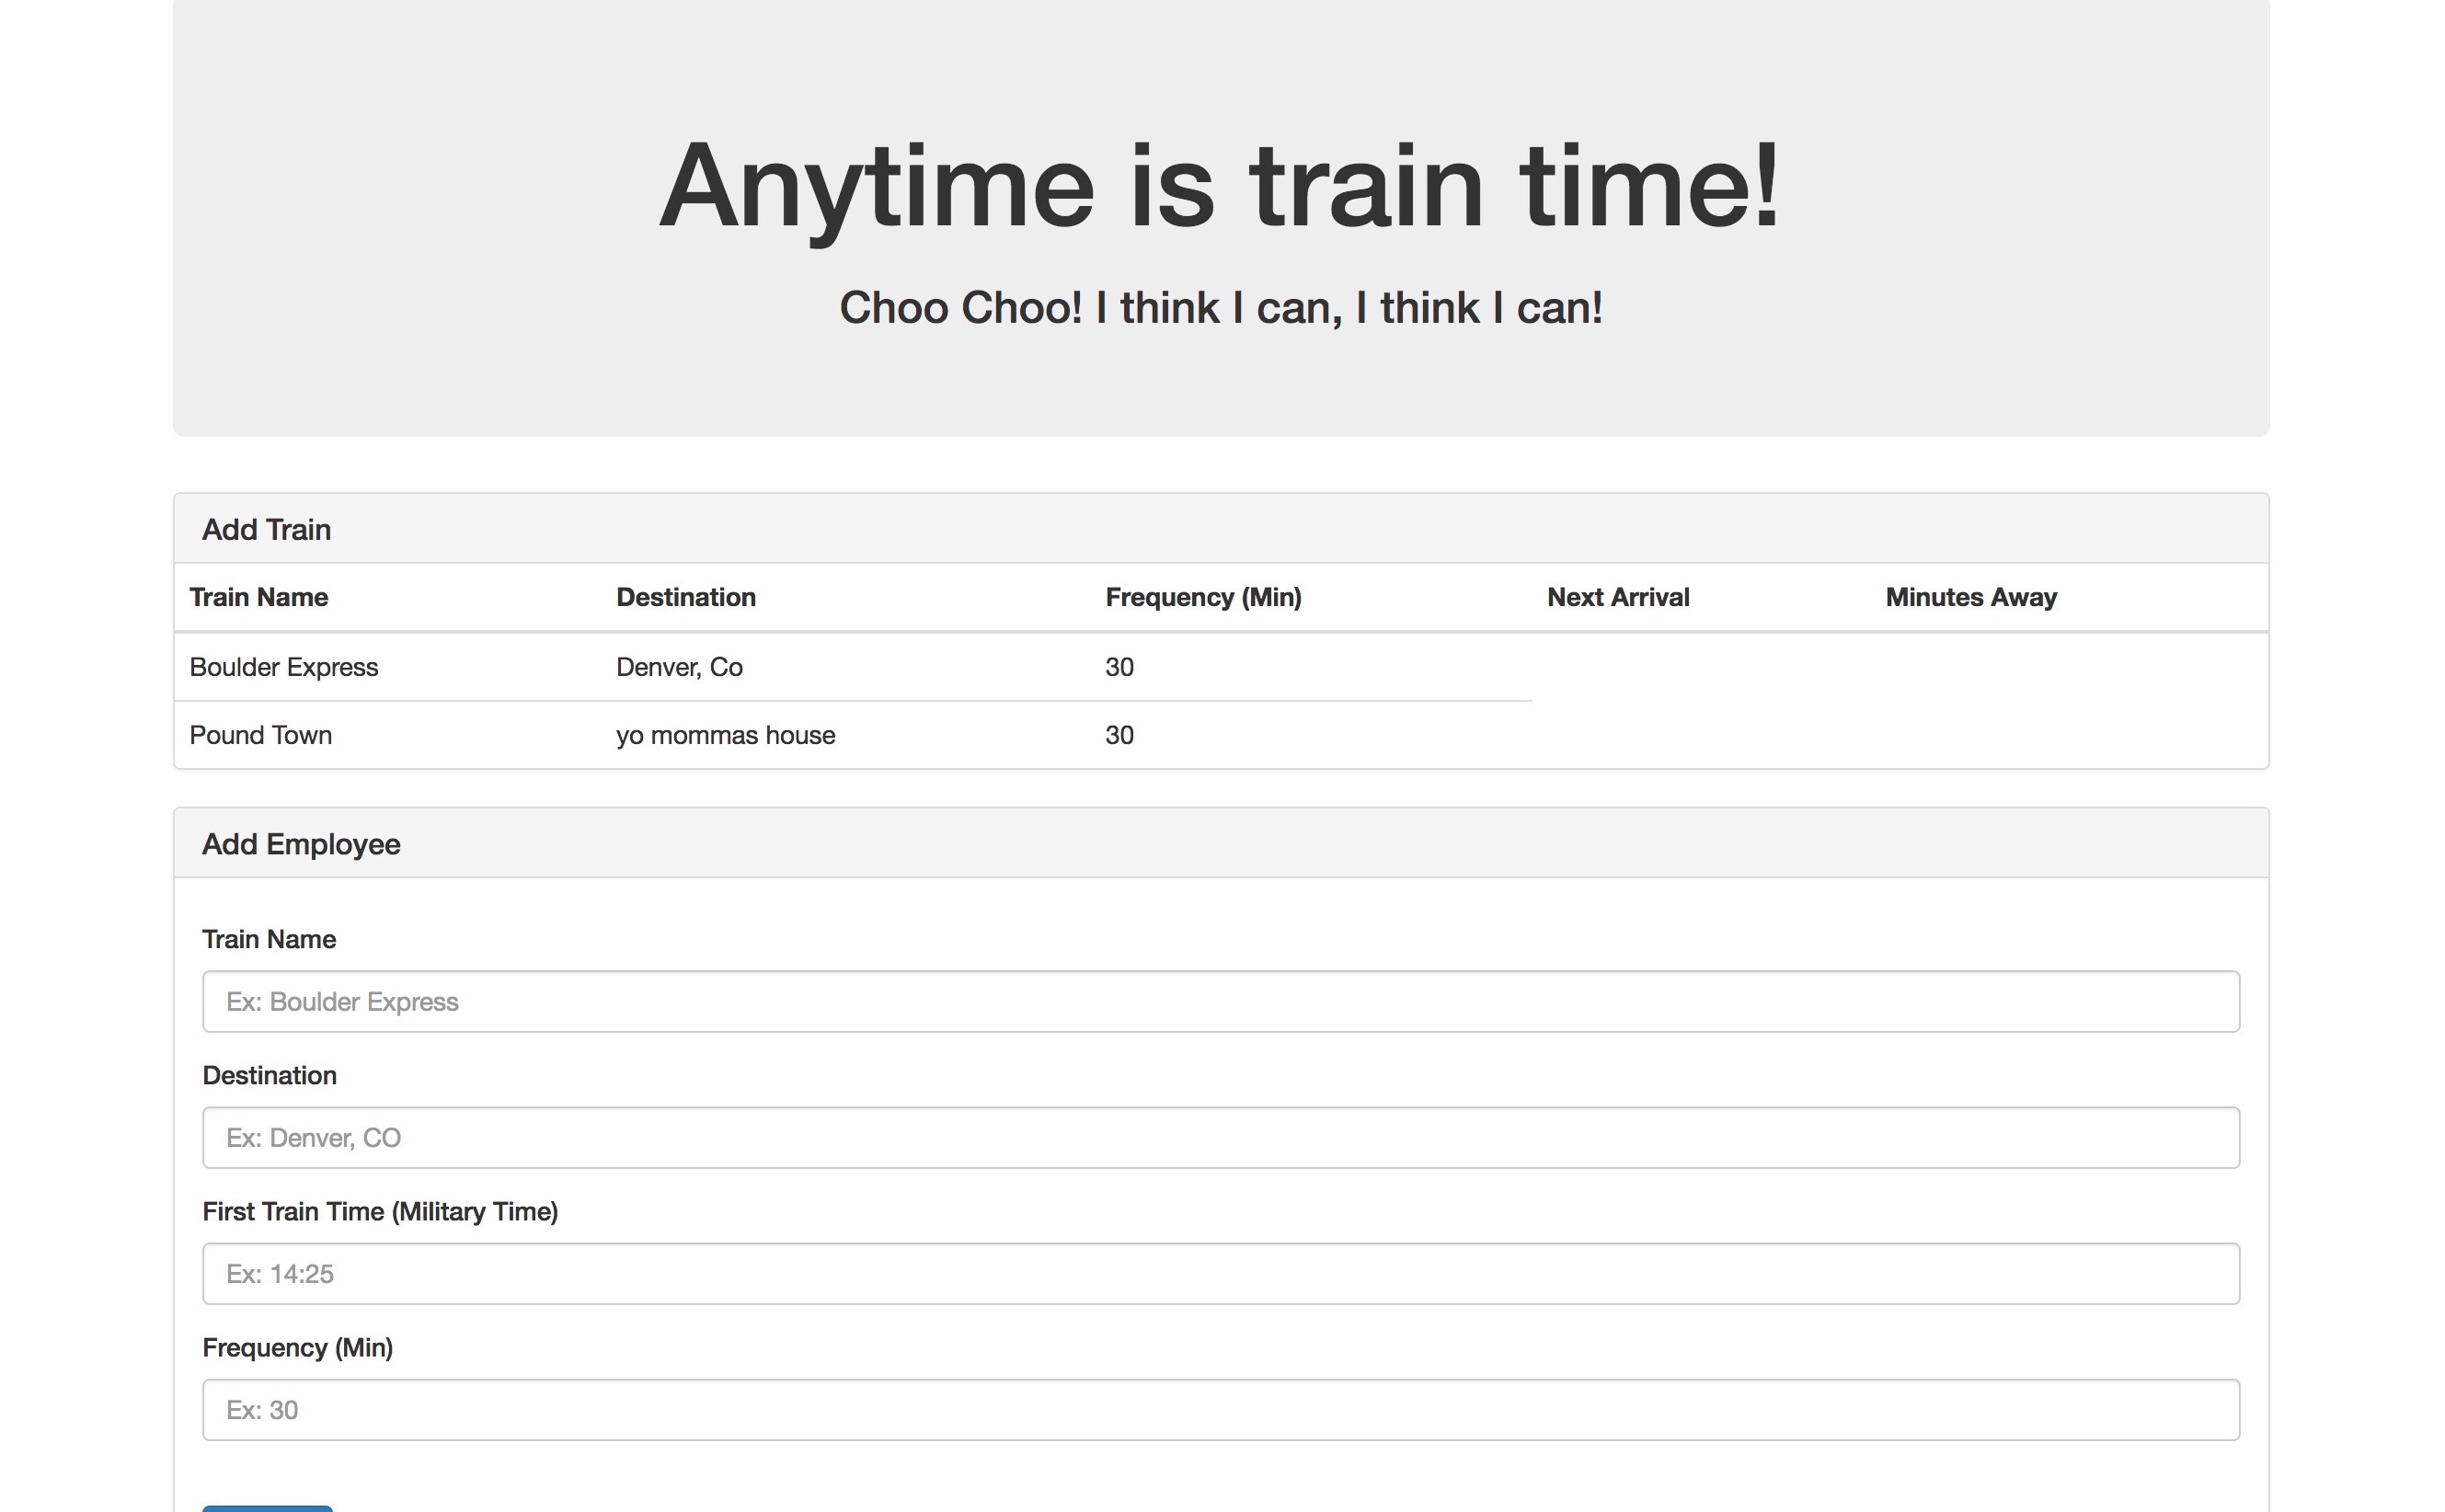 Anytime is train time!
Choo Choo! I think I can, I think I can!
Add Train
Train Name Destination Frequency (Min) Next Arrival Minutes Away
Boulder Express Denver, Co 30
Pound Town yo mommas house 30
Add Employee
Train Name
Ex: Boulder Express
Destination
Ex: Denver, CO
First Train Time (Military Time)
Ex: 14:25
Frequency (Min)
Ex: 30